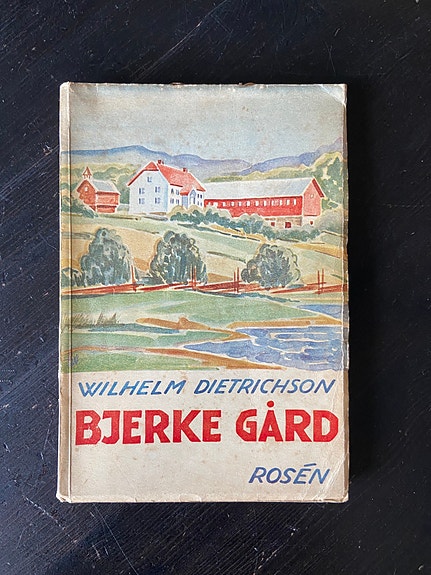 WILHELM DIETRICHSON
BJERKE GÅRD
ROSÉN